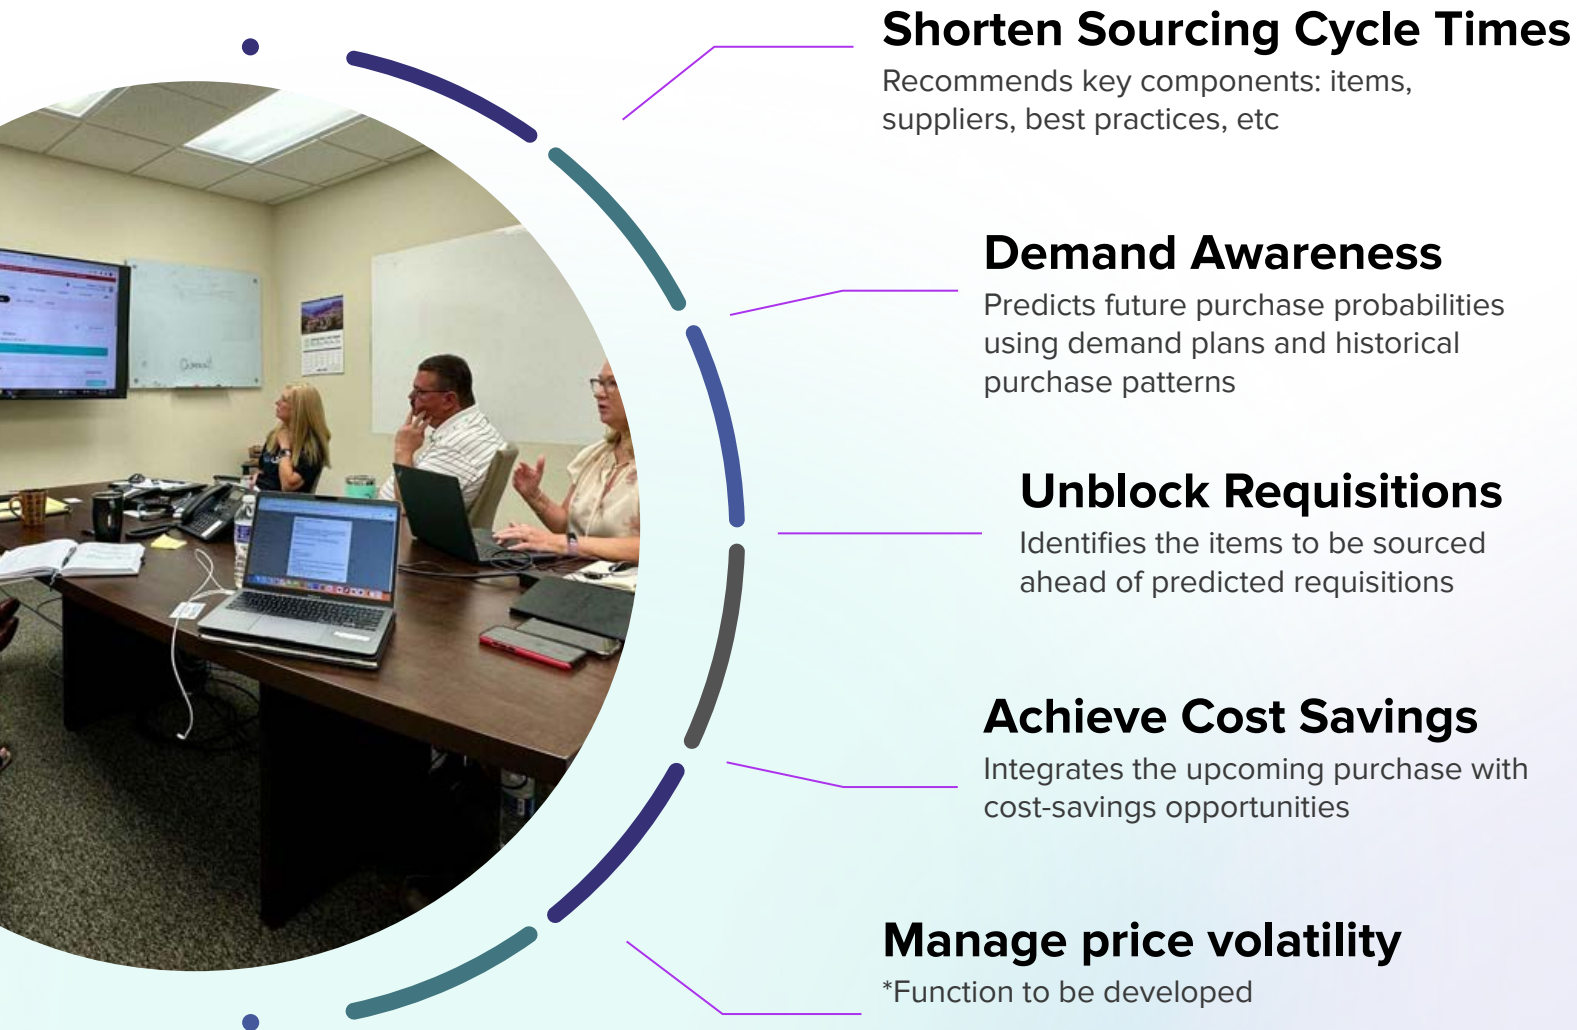 Shorten Sourcing Cycle Times
Recommends key components: items,
suppliers, best practices, etc
Demand Awareness
Predicts future purchase probabilities
using demand plans and historical
purchase patterns
Unblock Requisitions
Identifies the items to be sourced
ahead of predicted requisitions
Achieve Cost Savings
Integrates the upcoming purchase with
cost-savings opportunities
Manage price volatility
*Function to be developed